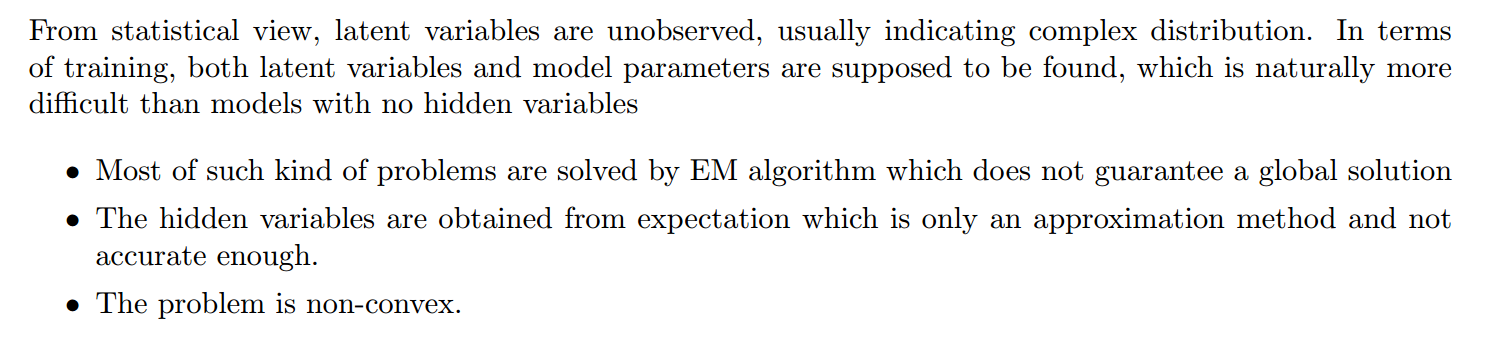 From statistical view, latent variables are unobserved, usually indicating complex distribution. In terms
of training, both latent variables and model parameters are supposed to be found, which is naturally more
difficult than models with no hidden variables
• Most of such kind of problems are solved by EM algorithm which does not guarantee a global solution
• The hidden variables are obtained from expectation which is only an approximation method and not
accurate enough.
• The problem is non-convex.